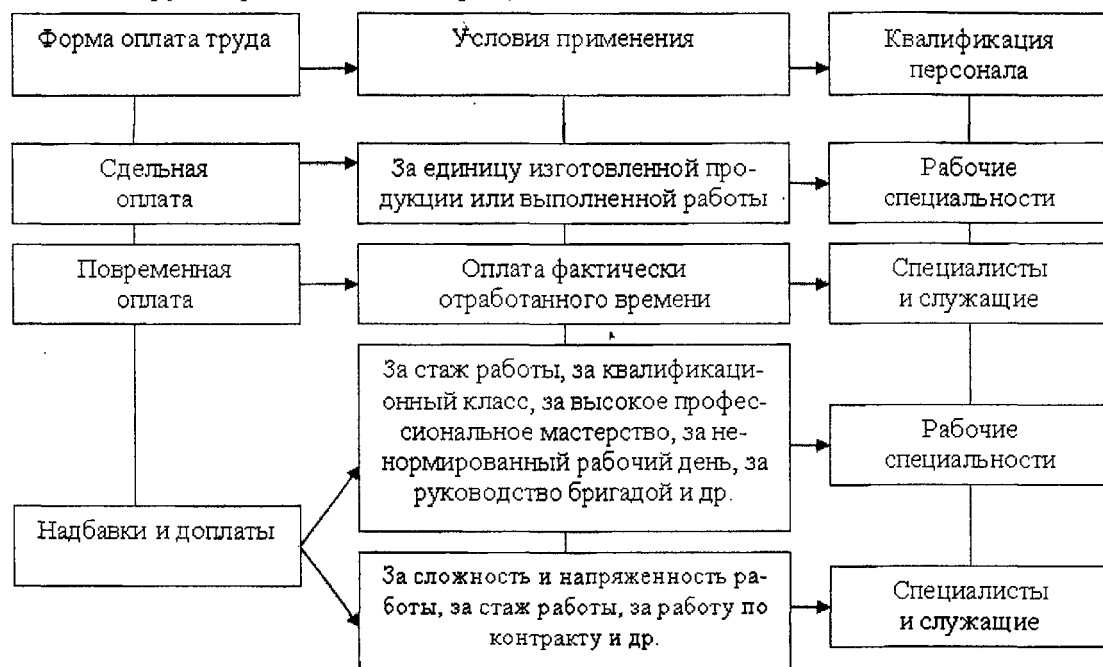 Форма оплата труда
Условия применения
Квалификация
персонала
Сдельная
оплата
За единицу изготовленной про-
дукции или выполненной работы
Рабочие
специальности
Повременная
оплата
Оплата фактически
отработанного времени
Специалисты
и служащие
За стаж работы, за квалификаци-
онный класс, за высокое профес-
сиональное мастерство, за не-
нормированный рабочий день, за
руководство бригадой и др.
Рабочие
специальности
Надбавки и доплаты
За сложность и напряженность ра-
боты, за стаж работы, за работу по
контракту и др.
Специалисты
и служащие